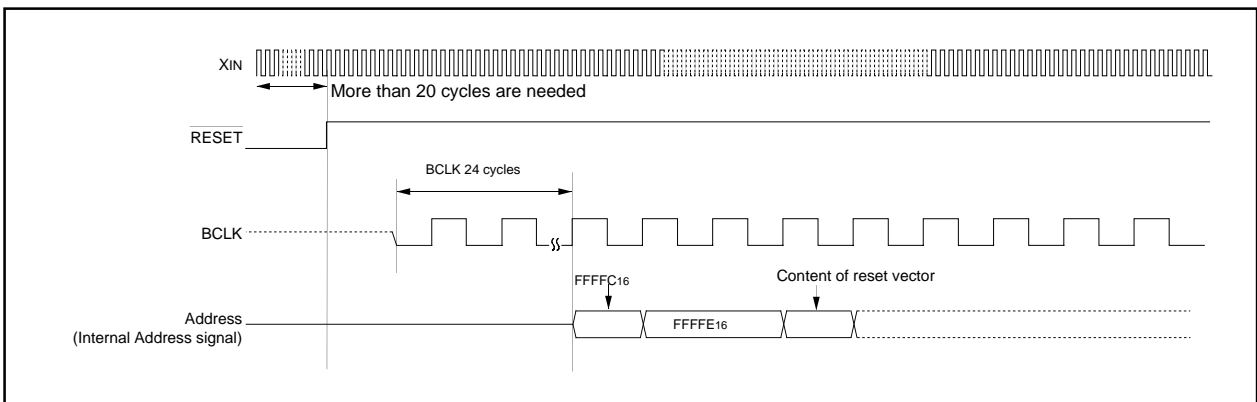 XIN
More than 20 cycles are needed
RESET
BCLK 24 cycles
BCLK
FFFFC16
Content of reset vector
Address
(Internal Address signal)
FFFFE16